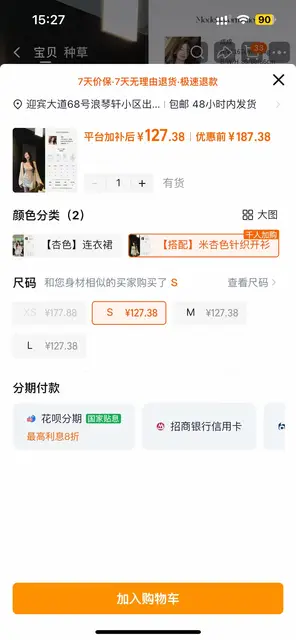 15:27
90
宝贝 种草
33
7天价保·7天无理由退货·极速退款
迎宾大道68号浪琴轩小区出... 包邮 48小时内发货
平台加补后 ¥127.38 优惠前 ¥187.38
- 1 + 有货
颜色分类（2） 大图
【杏色】连衣裙
千人加购
【搭配】米杏色针织开衫
尺码 和您身材相似的买家购买了 S 查看尺码
XS ¥177.88
S ¥127.38
M ¥127.38
L ¥127.38
分期付款
花呗分期 国家贴息
最高利息8折
招商银行信用卡
加入购物车